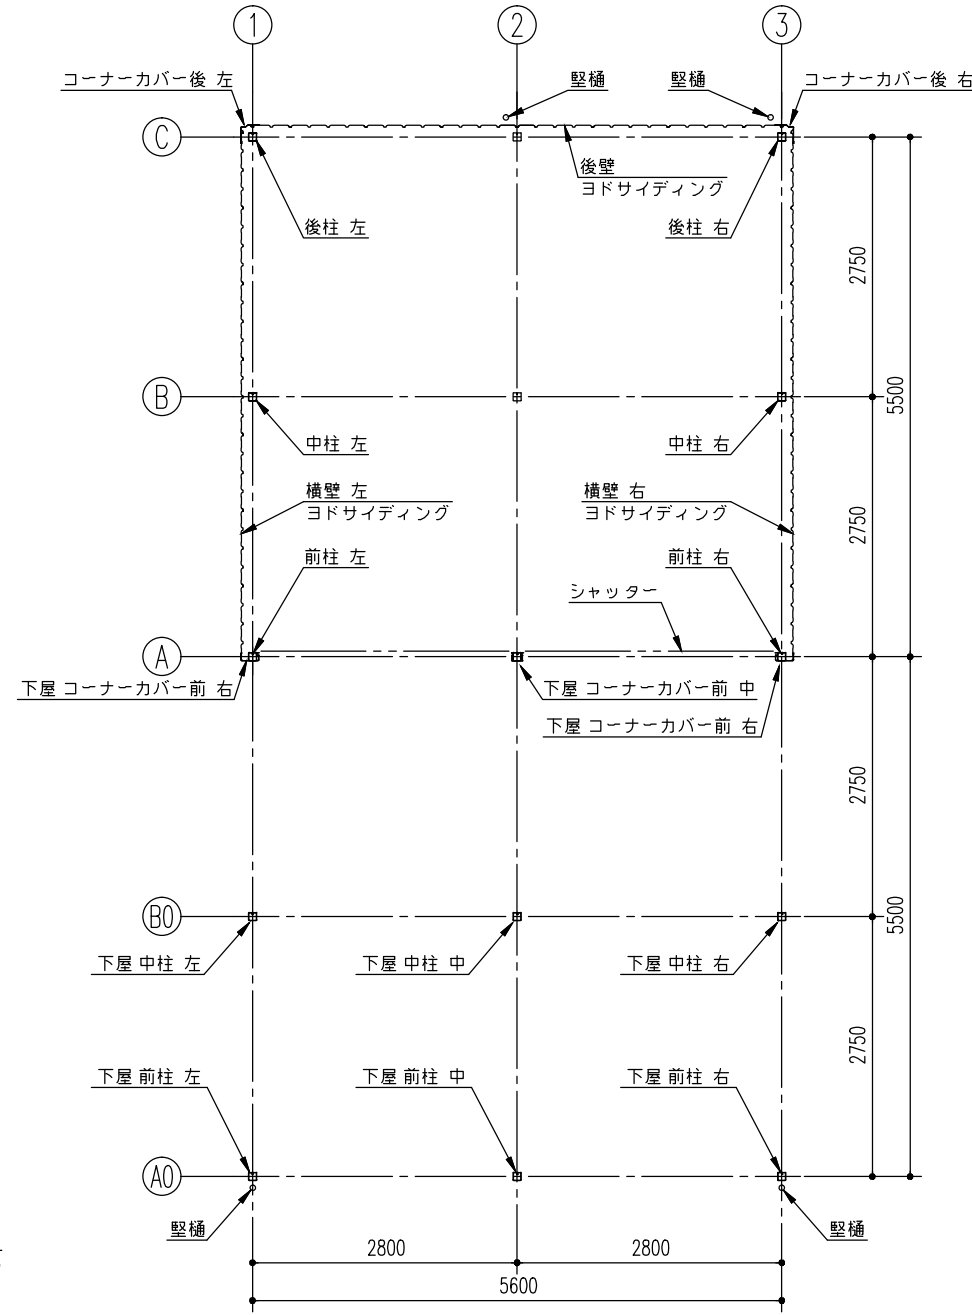 1
2
3
コーナーカバー後 左
堅樋
堅樋
コーナーカバー後 右
C
後壁
ヨドサイディング
後柱 左
後柱 右
2750
B
5500
中柱 左
中柱 右
横壁 左
ヨドサイディング
横壁 右
ヨドサイディング
2750
前柱 左
前柱 右
シャッター
A
下屋 コーナーカバー前 右
下屋 コーナーカバー前 中
下屋 コーナーカバー前 右
2750
B0
5500
下屋 中柱 左
下屋 中柱 中
下屋 中柱 右
2750
下屋 前柱 左
下屋 前柱 中
下屋 前柱 右
A0
堅樋
堅樋
2800
2800
5600